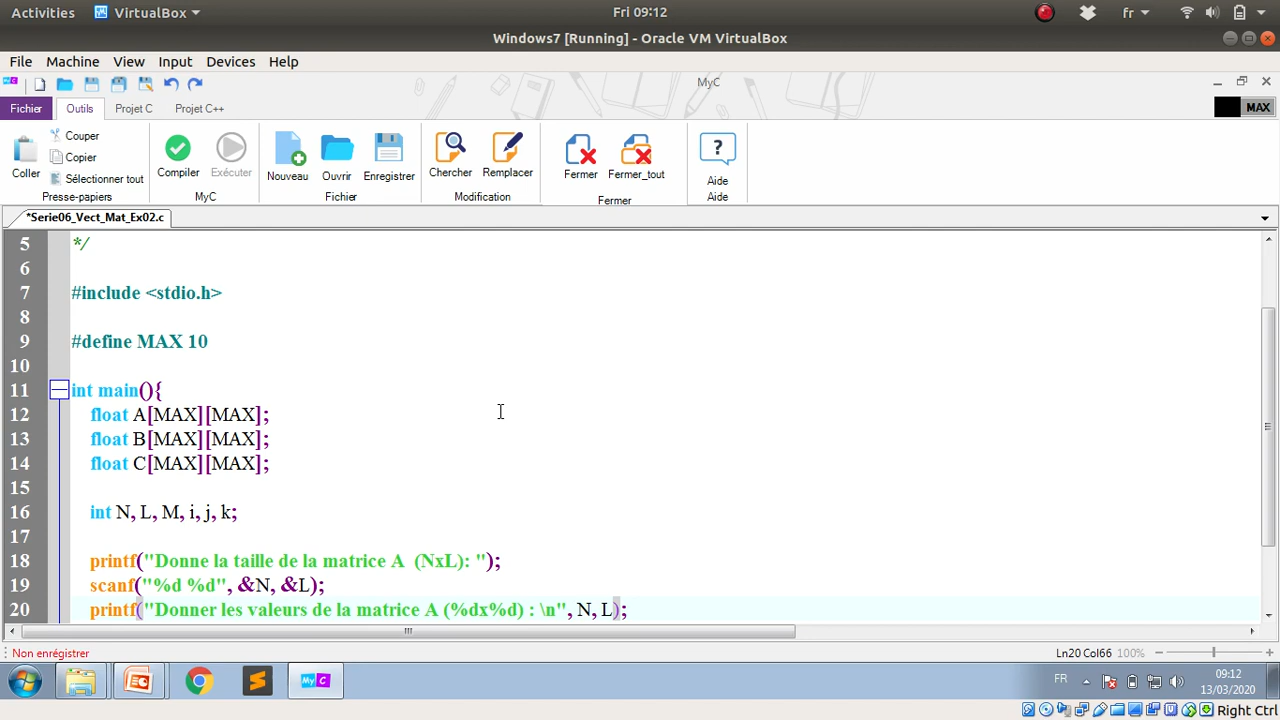 Activities VirtualBox Fri 09:12 fr
Windows7 [Running] - Oracle VM VirtualBox
File Machine View Input Devices Help
MyC
Fichier Outils Projet C Projet C++ MAX
Coller Couper Copier Sélectionner tout
Compiler Exécuter Nouveau Ouvrir Enregistrer Chercher Remplacer Fermer Fermer_tout ? Aide
Presse-papiers MyC Fichier Modification Fermer Aide
*Serie06_Vect_Mat_Ex02.c
5 */
6
7 #include <stdio.h>
8
9 #define MAX 10
10
11 int main(){
12 float A[MAX][MAX];
13 float B[MAX][MAX];
14 float C[MAX][MAX];
15
16 int N, L, M, i, j, k;
17
18 printf("Donne la taille de la matrice A  (NxL): ");
19 scanf("%d %d", &N, &L);
20 printf("Donner les valeurs de la matrice A (%dx%d) : \n", N, L);
Non enrégistrer Ln20 Col66 100%
MyC FR 09:12
13/03/2020
Right Ctrl